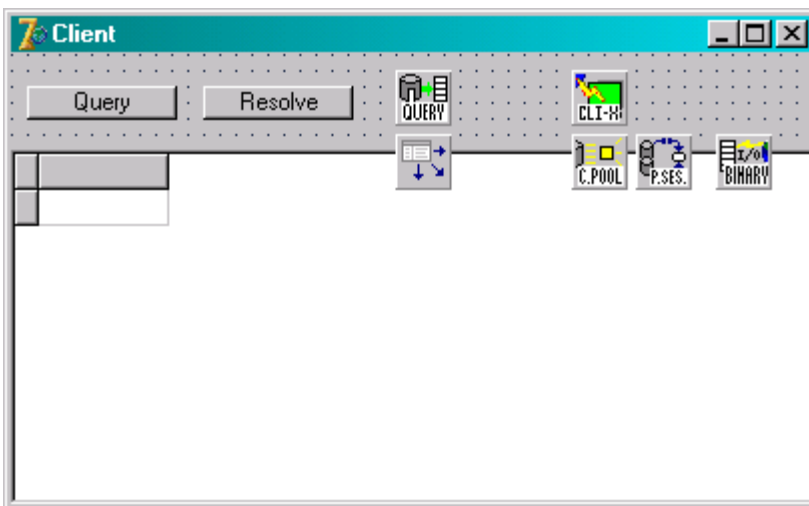 Client
Query
Resolve
QUERY
CLI-X
C.POOL
P.SES.
I/O
BINARY